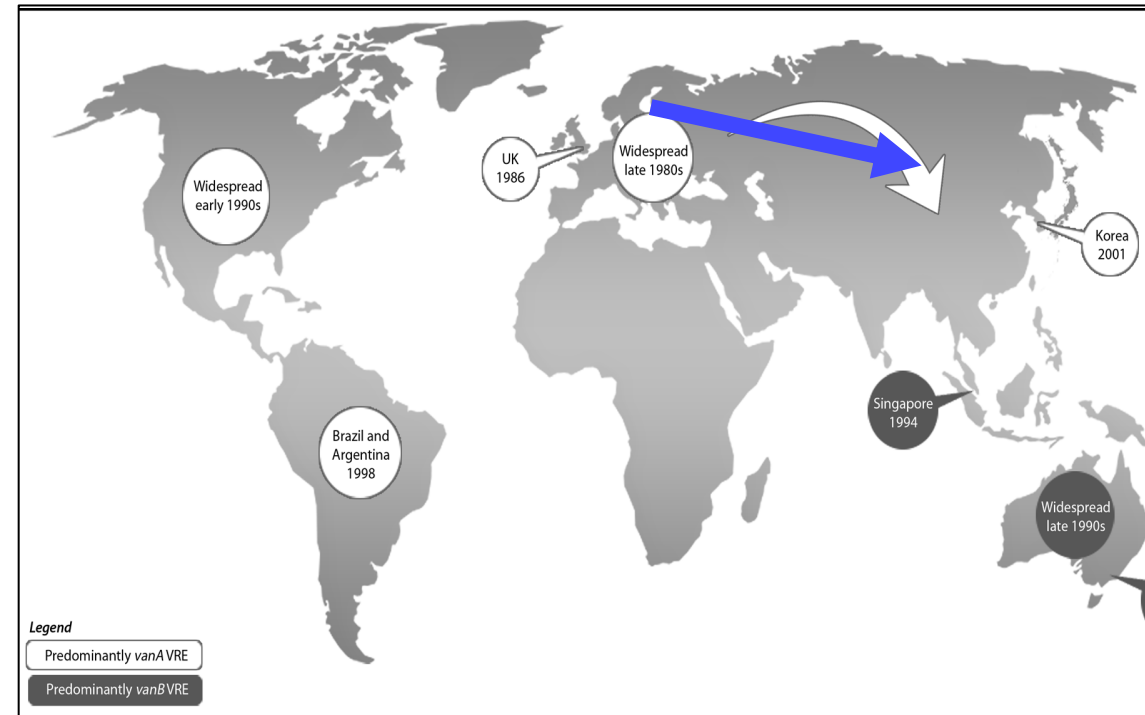 Widespread
early 1990s
UK
1986
Widespread
late 1980s
Korea
2001
Singapore
1994
Brazil and
Argentina
1998
Widespread
late 1990s
Legend
Predominantly vanA VRE
Predominantly vanB VRE